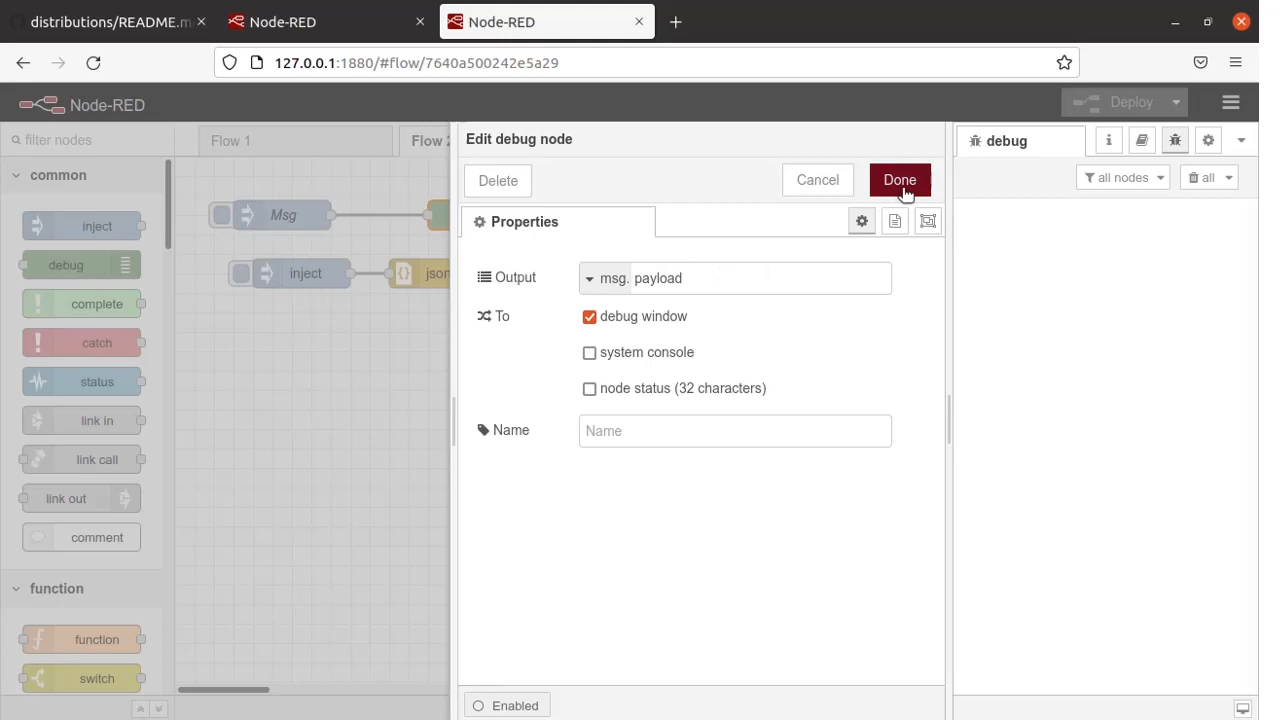 distributions/README.m
Node-RED
Node-RED
127.0.0.1:1880/#flow/7640a500242e5a29
Node-RED
Deploy
filter nodes
Flow 1
Flow 2
Edit debug node
debug
Delete
Cancel
Done
all nodes
all
common
Properties
inject
Msg
debug
inject
json
Output
msg. payload
complete
To
debug window
catch
system console
status
node status (32 characters)
link in
Name
Name
link call
link out
comment
function
function
switch
Enabled